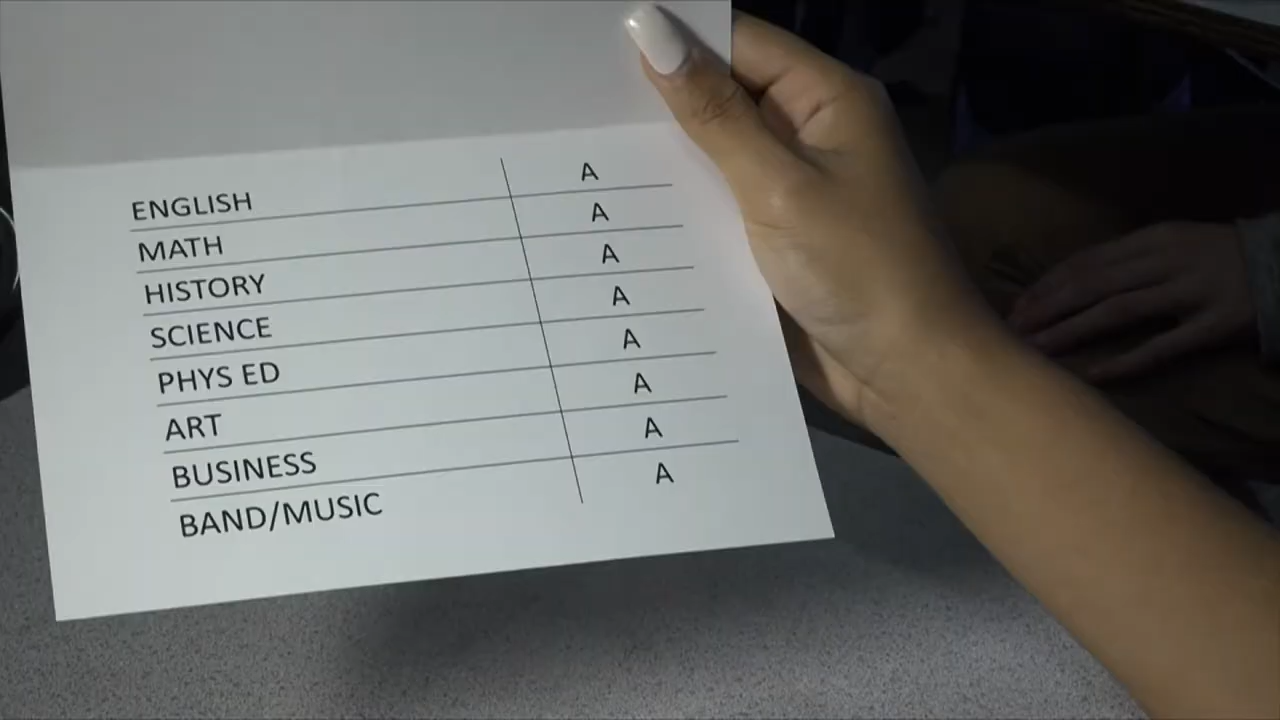 ENGLISH A
MATH A
HISTORY A
SCIENCE A
PHYS ED A
ART A
BUSINESS A
BAND/MUSIC A